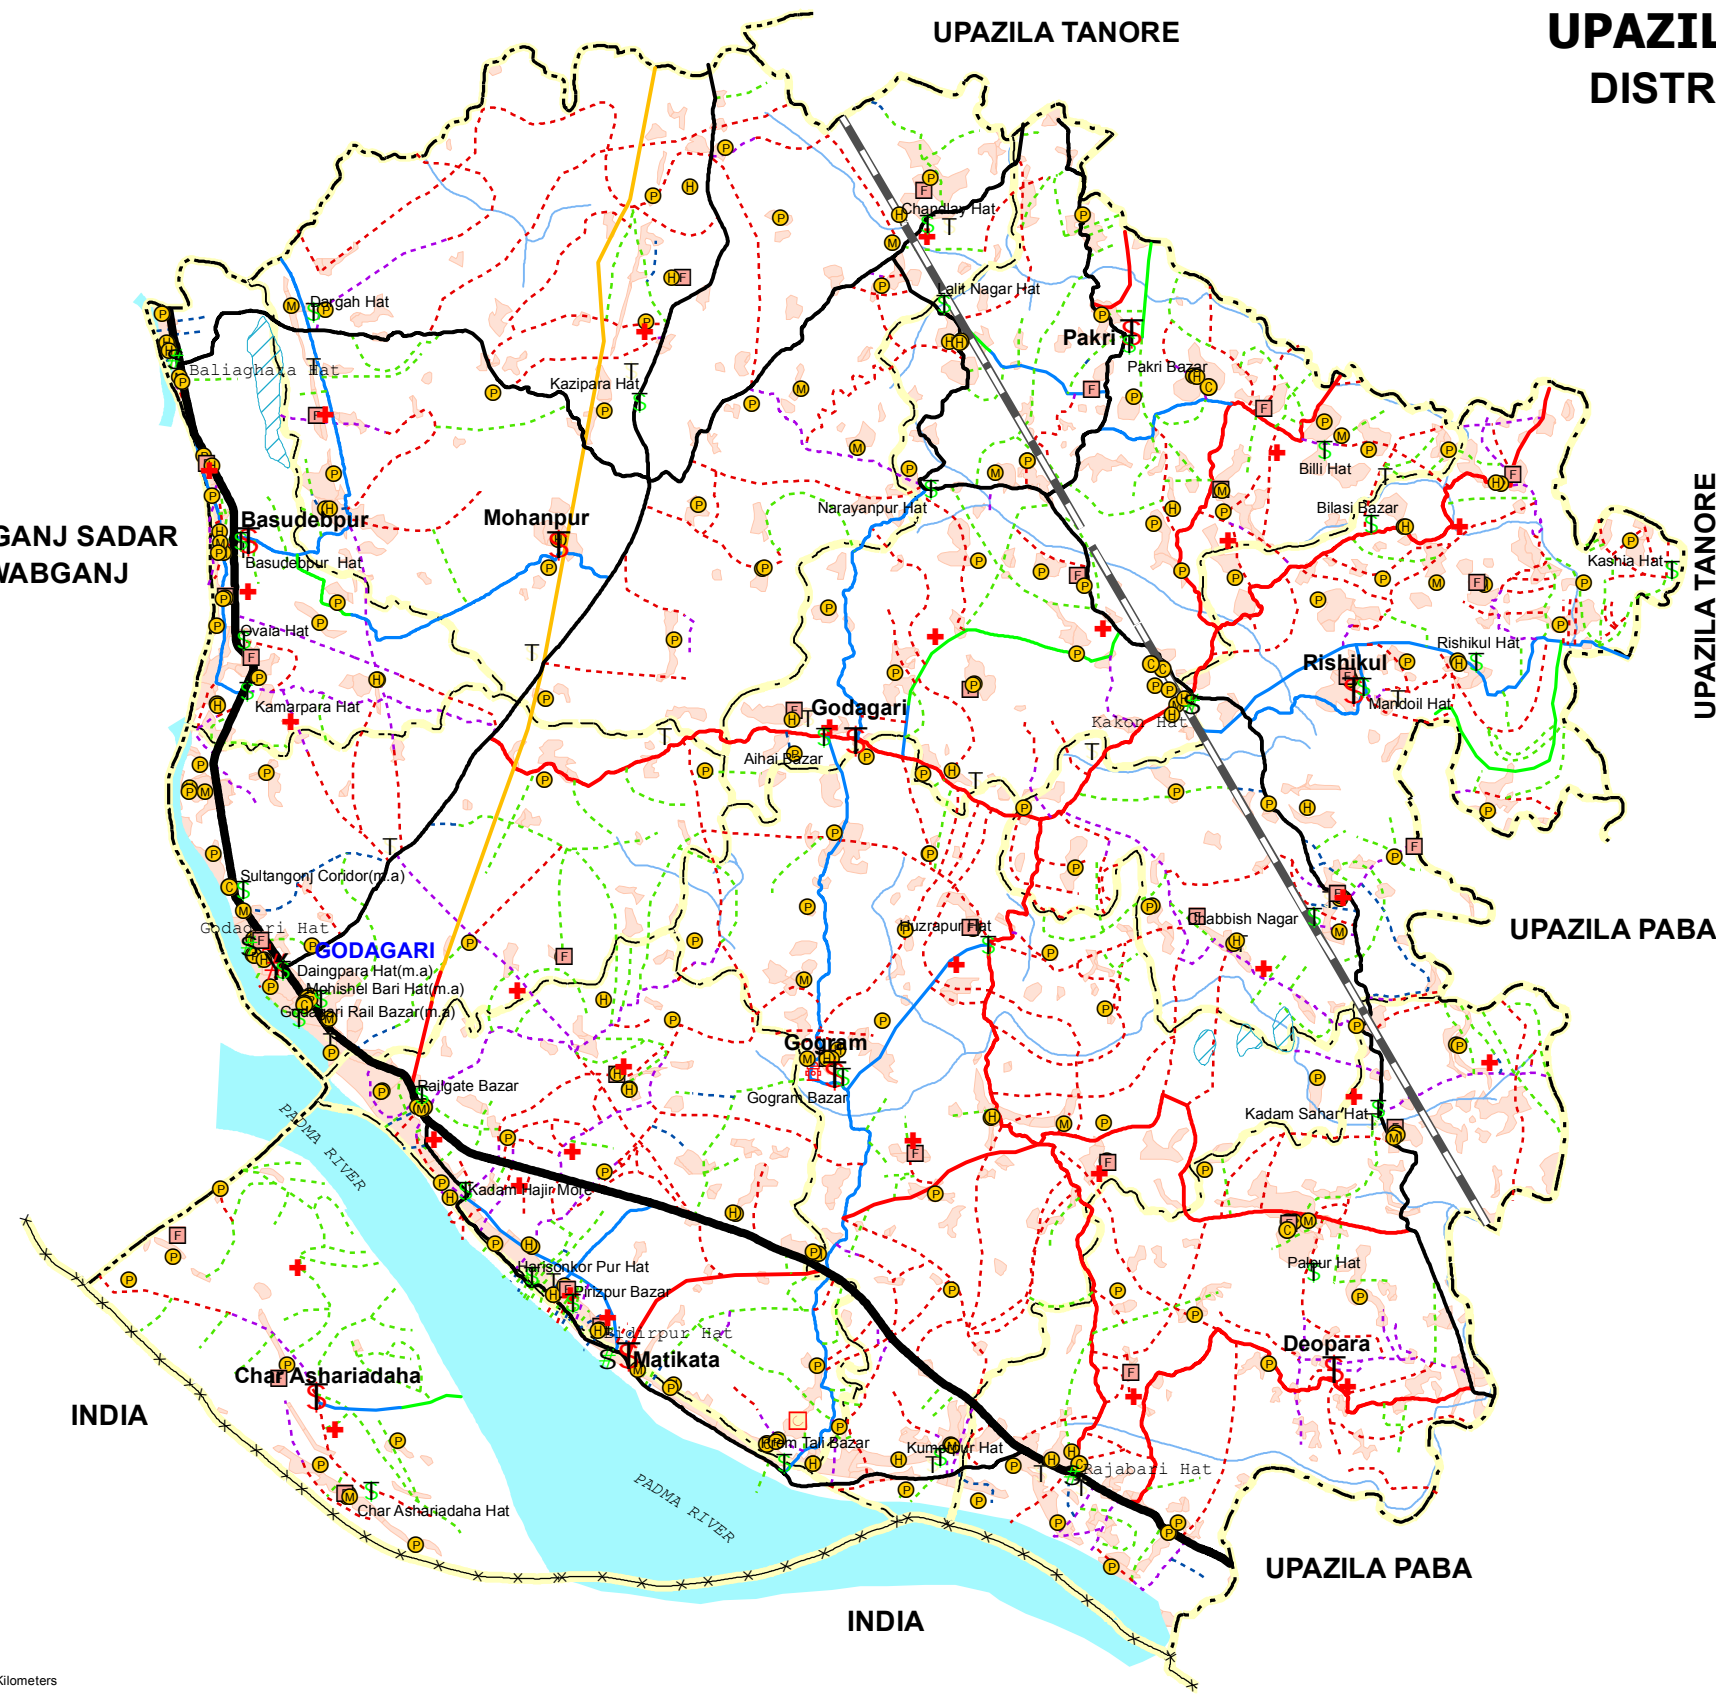 UPAZILA TANORE
UPAZIL
DISTR
Chandlay Hat
Lalit Nagar Hat
Dargah Hat
Pakri
Baliaghara Hat
Pakri Bazar
Kazipara Hat
Billi Hat
Narayanpur Hat
Bilasi Bazar
GANJ SADAR
WABGANJ
Basudebpur
Mohanpur
Basudebpur Hat
Kashia Hat
UPAZILA TANORE
Ovaia Hat
Rishikul Hat
Rishikul
Kamarpara Hat
Godagari
Mandoil Hat
Kakon Hat
Aihai Bazar
Sultangonj Coridor(m.a)
Godagari Hat
Huzrapur Hat
Chabbish Nagar
UPAZILA PABA
GODAGARI
Daingpara Hat(m.a)
Mohishel Bari Hat(m.a)
Godagari Rail Bazar(m.a)
Gogram
Rajlgate Bazar
Gogram Bazar
Kadam Sahar Hat
PADMA RIVER
Kadam Hajir More
Harisonkor Pur Hat
Palpur Hat
Pirizpur Bazar
Bidirpur Hat
Deopara
Matikata
Char Ashariadaha
INDIA
Prem Tali Bazar
Kumorpur Hat
Rajabari Hat
PADMA RIVER
Char Ashariadaha Hat
UPAZILA PABA
INDIA
Kilometers